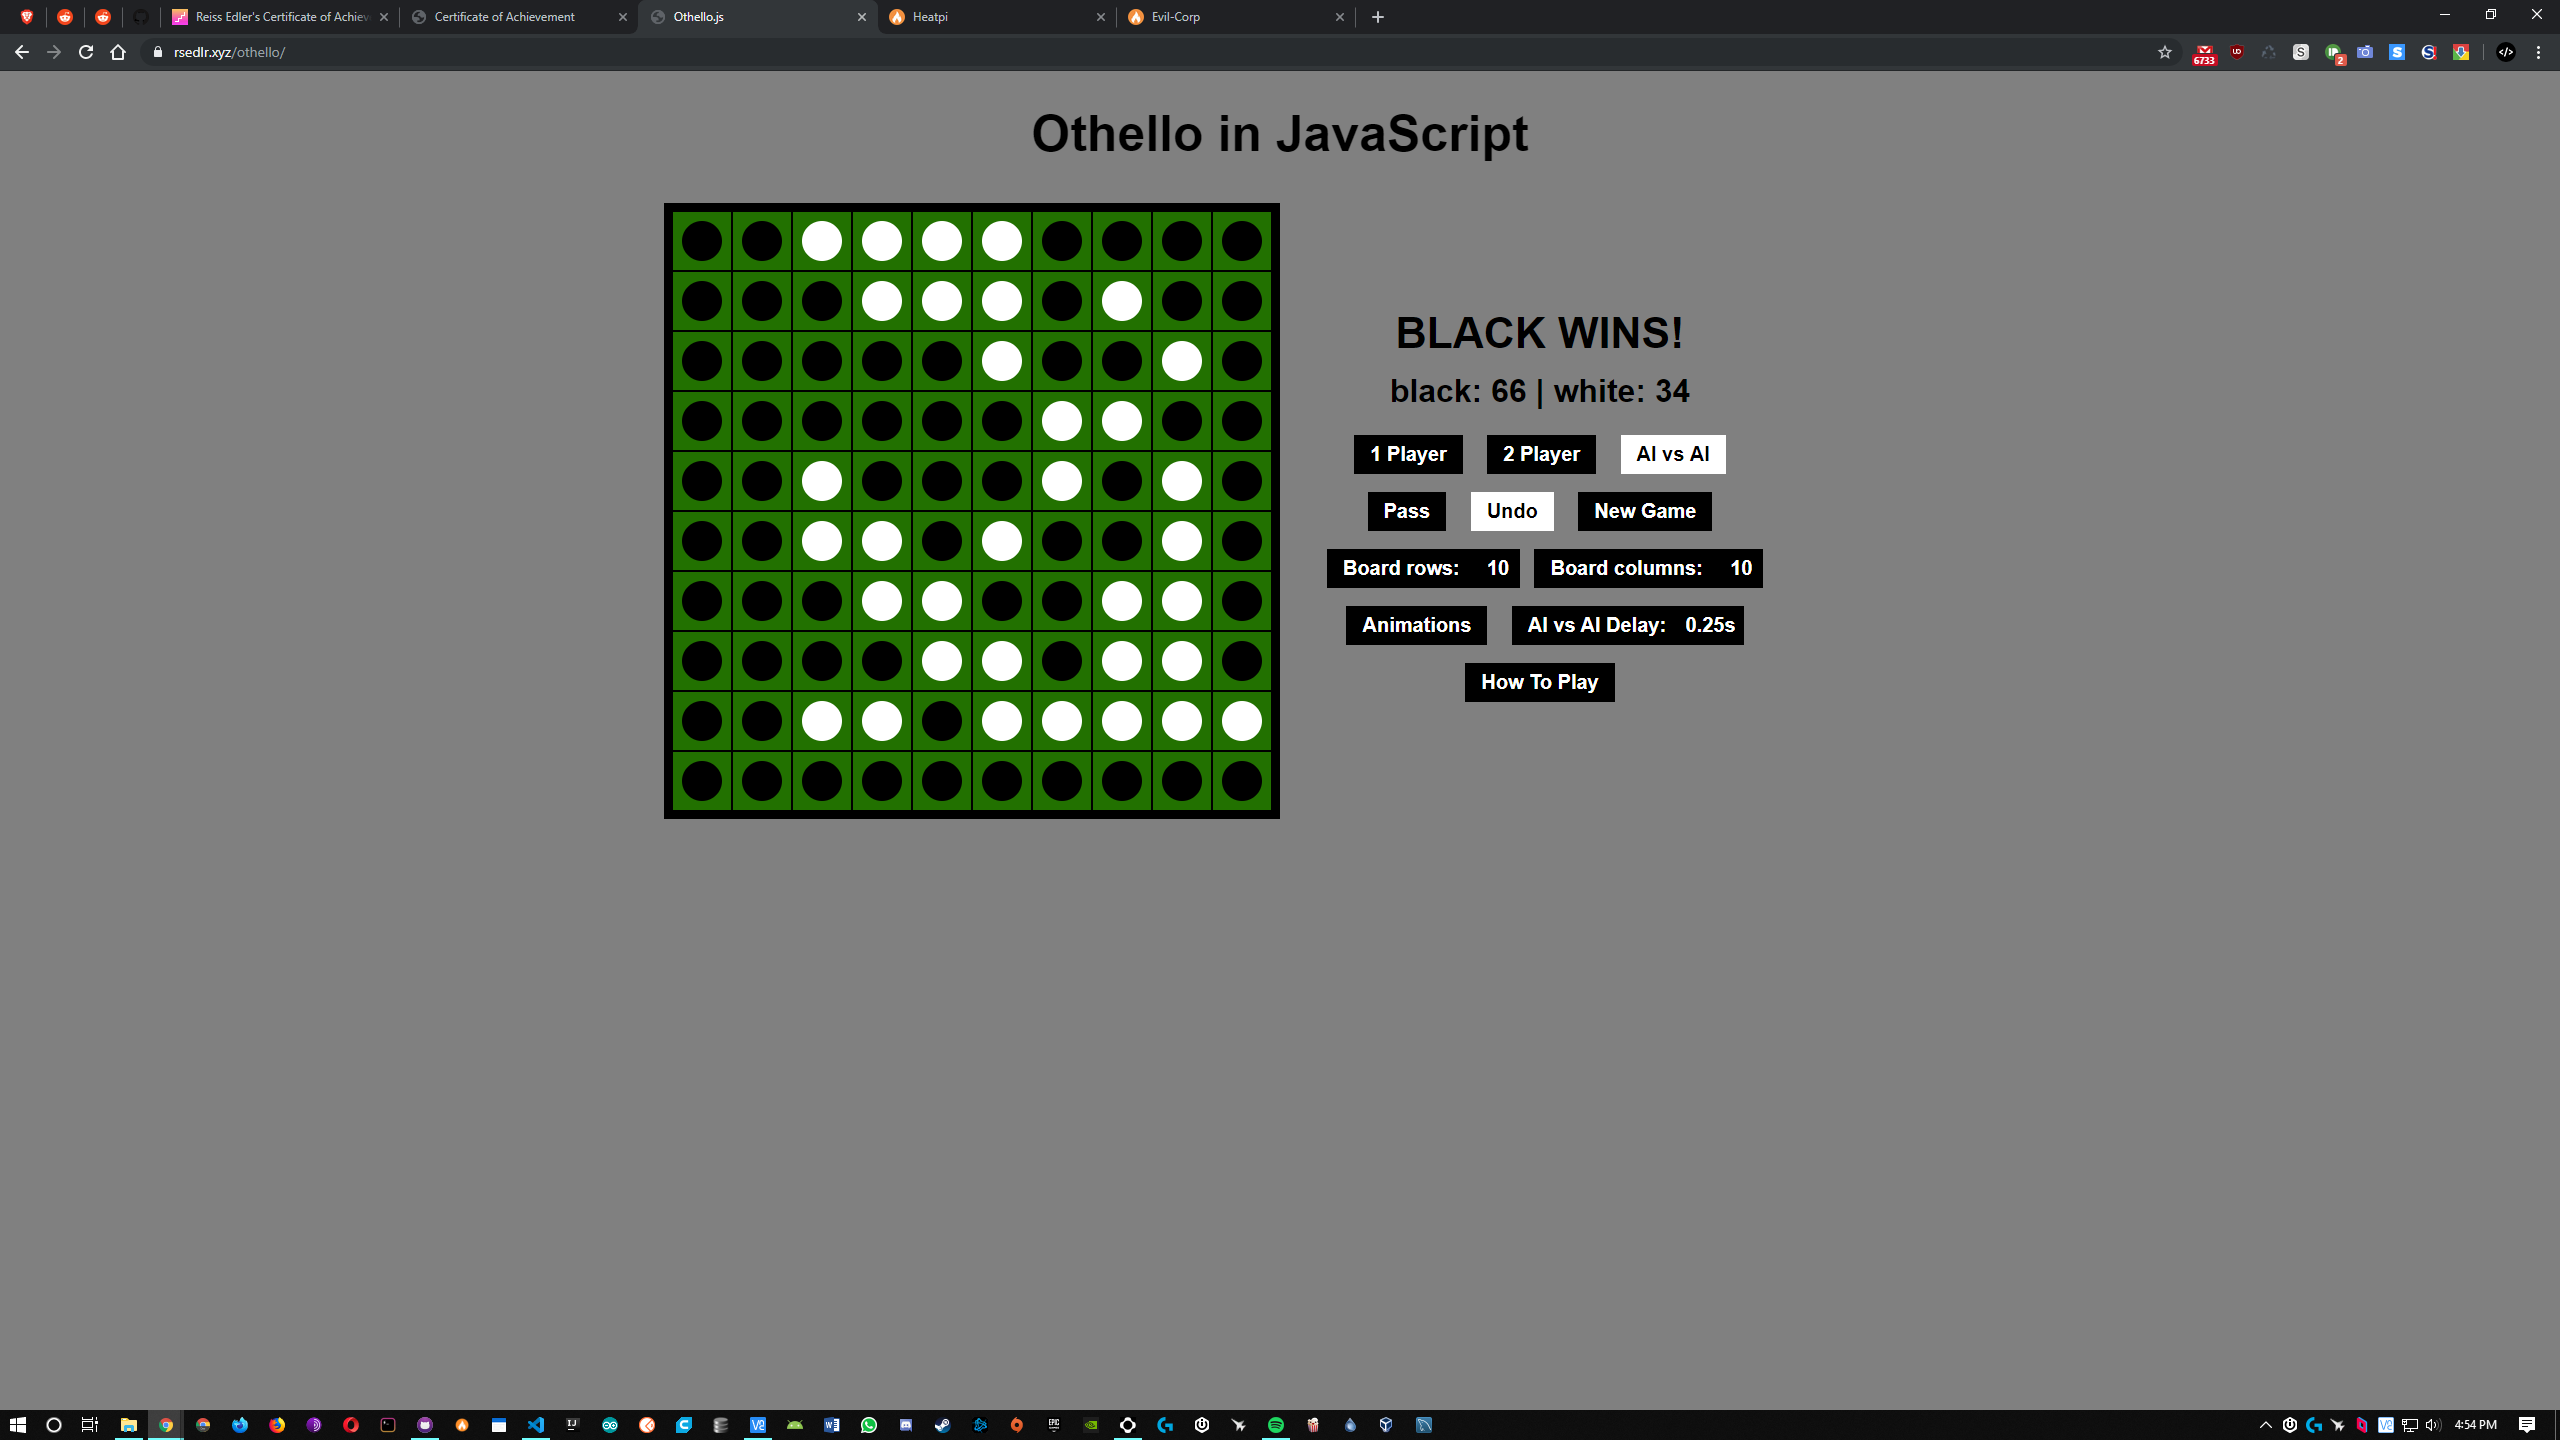 Reiss Edler's Certificate of Achiev
Certificate of Achievement
Othello.js
Heatpi
Evil-Corp
rsedlr.xyz/othello/
6733
2
Othello in JavaScript
BLACK WINS!
black: 66 | white: 34
1 Player
2 Player
AI vs AI
Pass
Undo
New Game
Board rows: 10
Board columns: 10
Animations
AI vs AI Delay: 0.25s
How To Play
4:54 PM